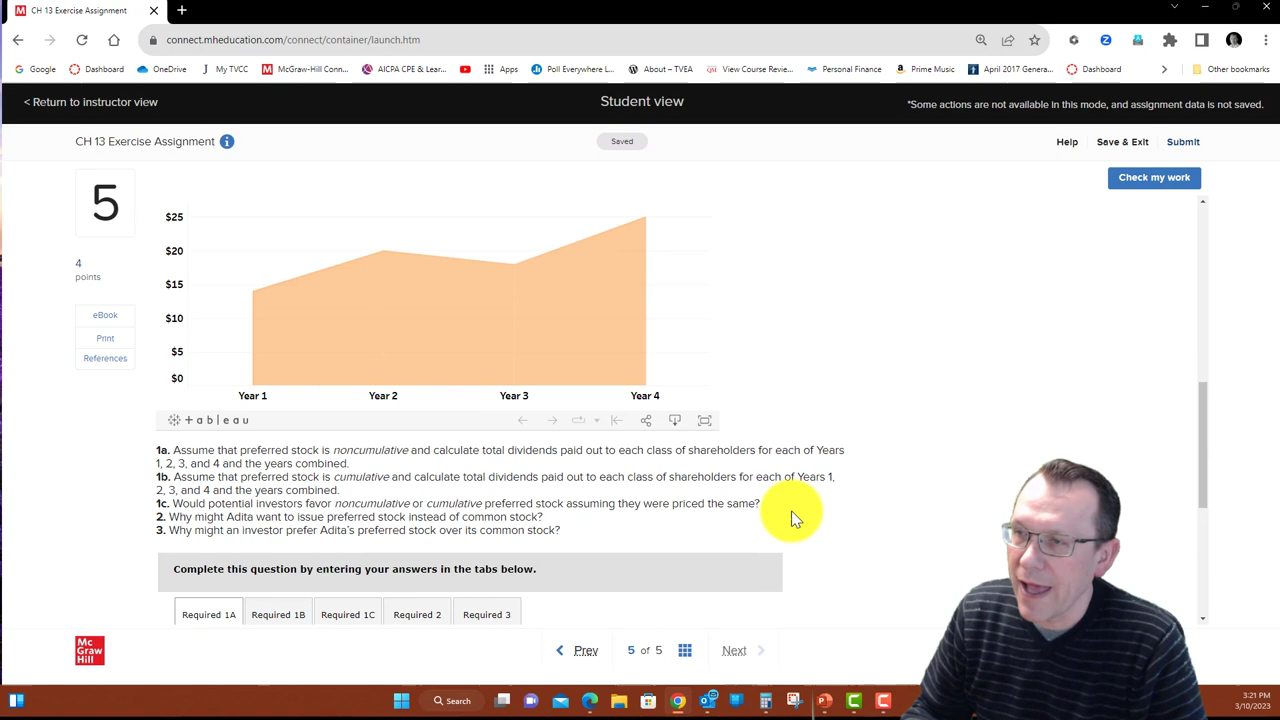 CH 13 Exercise Assignment
connect.mheducation.com/connect/container/launch.htm
Google Dashboard OneDrive My TVCC McGraw-Hill Conn... AICPA CPE & Lear... Apps Poll Everywhere L... About – TVEA QM View Course Revie... Personal Finance Prime Music April 2017 Genera... Dashboard Other bookmarks
< Return to instructor view
Student view
*Some actions are not available in this mode, and assignment data is not saved.
CH 13 Exercise Assignment
Saved
Help Save & Exit Submit
Check my work
5
4
points
eBook
Print
References
$25
$20
$15
$10
$5
$0
Year 1 Year 2 Year 3 Year 4
+ a b l e a u
1a. Assume that preferred stock is noncumulative and calculate total dividends paid out to each class of shareholders for each of Years
1, 2, 3, and 4 and the years combined.
1b. Assume that preferred stock is cumulative and calculate total dividends paid out to each class of shareholders for each of Years 1,
2, 3, and 4 and the years combined.
1c. Would potential investors favor noncumulative or cumulative preferred stock assuming they were priced the same?
2. Why might Adita want to issue preferred stock instead of common stock?
3. Why might an investor prefer Adita's preferred stock over its common stock?
Complete this question by entering your answers in the tabs below.
Required 1A Required 1B Required 1C Required 2 Required 3
Mc
Graw
Hill
Prev 5 of 5 Next
Search
3:21 PM
3/10/2023